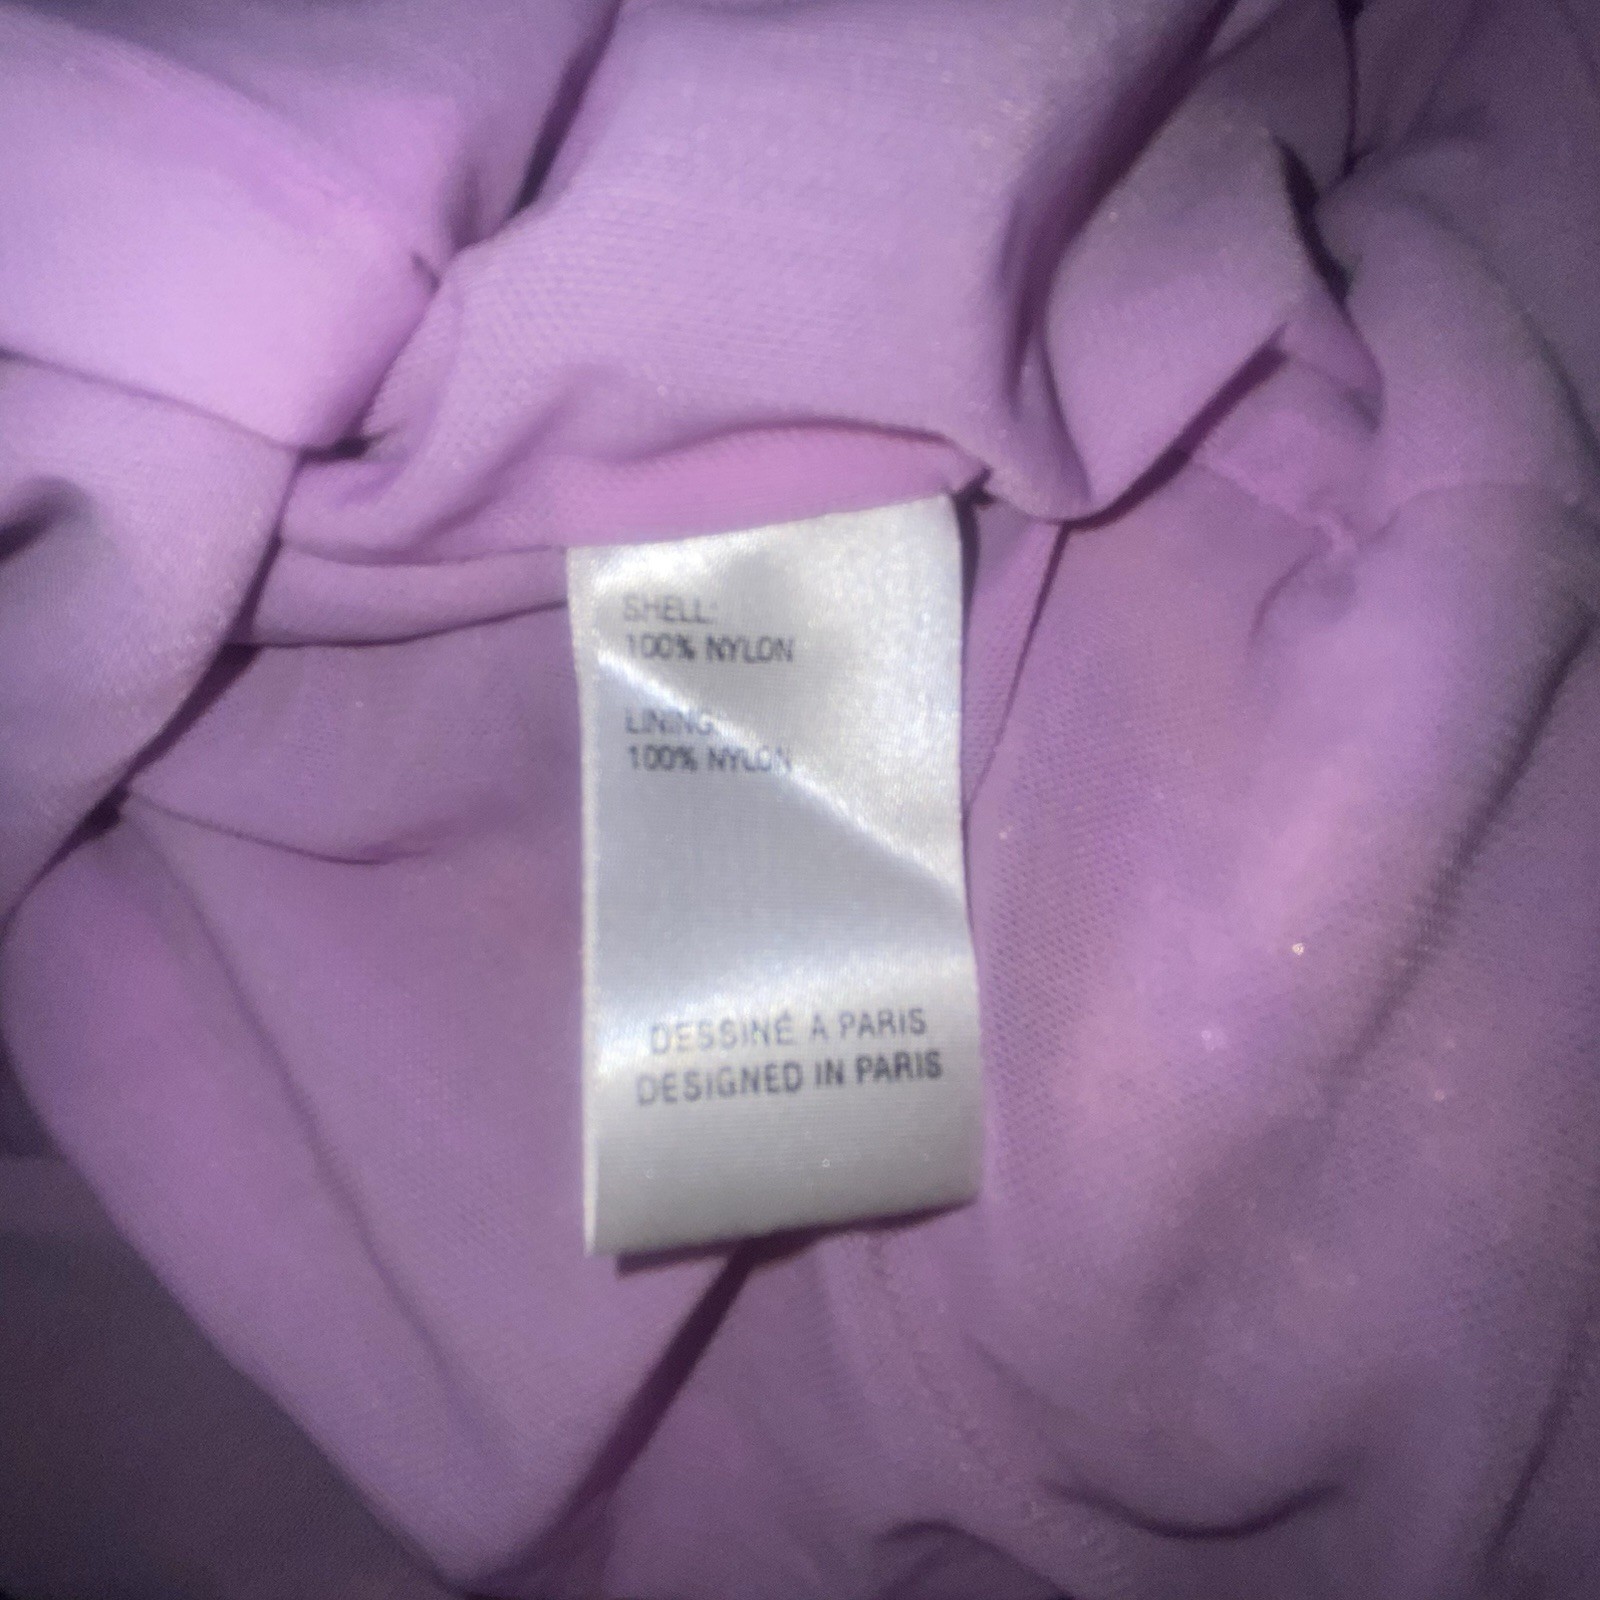 SHELL:
100% NYLON
LINING:
100% NYLON
DESSINÉ A PARIS
DESIGNED IN PARIS